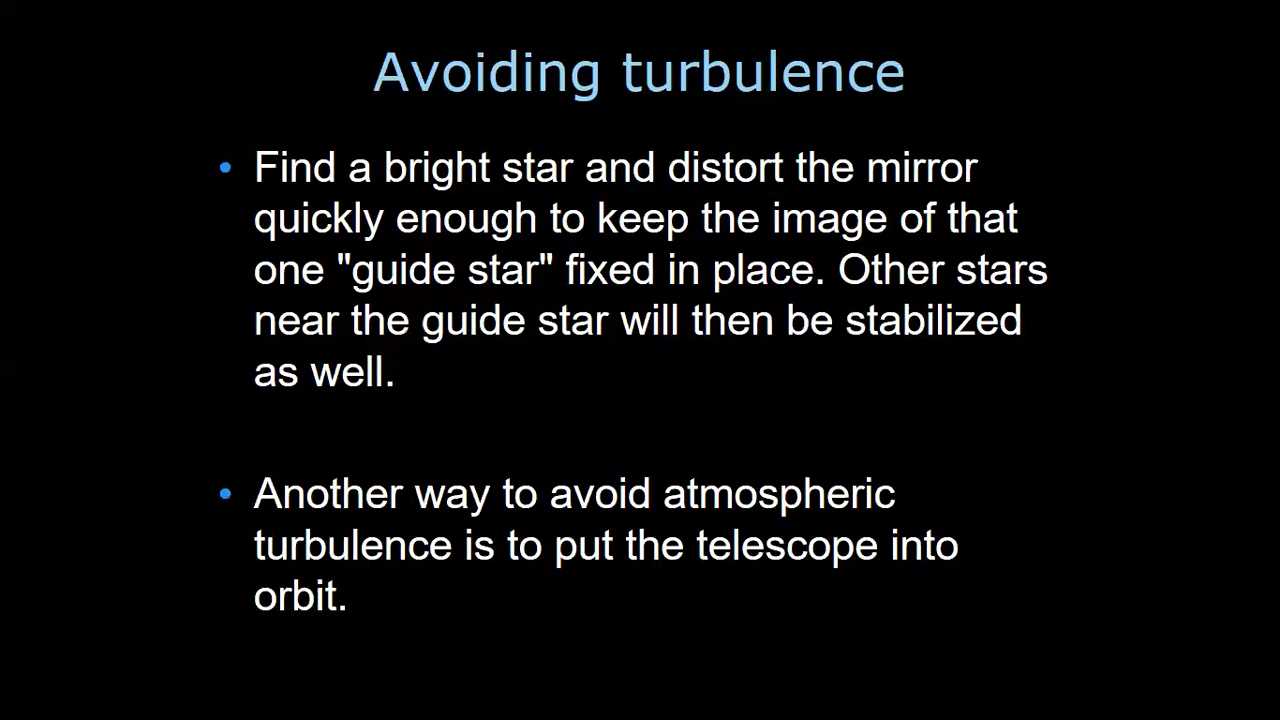 Avoiding turbulence
• Find a bright star and distort the mirror
quickly enough to keep the image of that
one "guide star" fixed in place. Other stars
near the guide star will then be stabilized
as well.
• Another way to avoid atmospheric
turbulence is to put the telescope into
orbit.